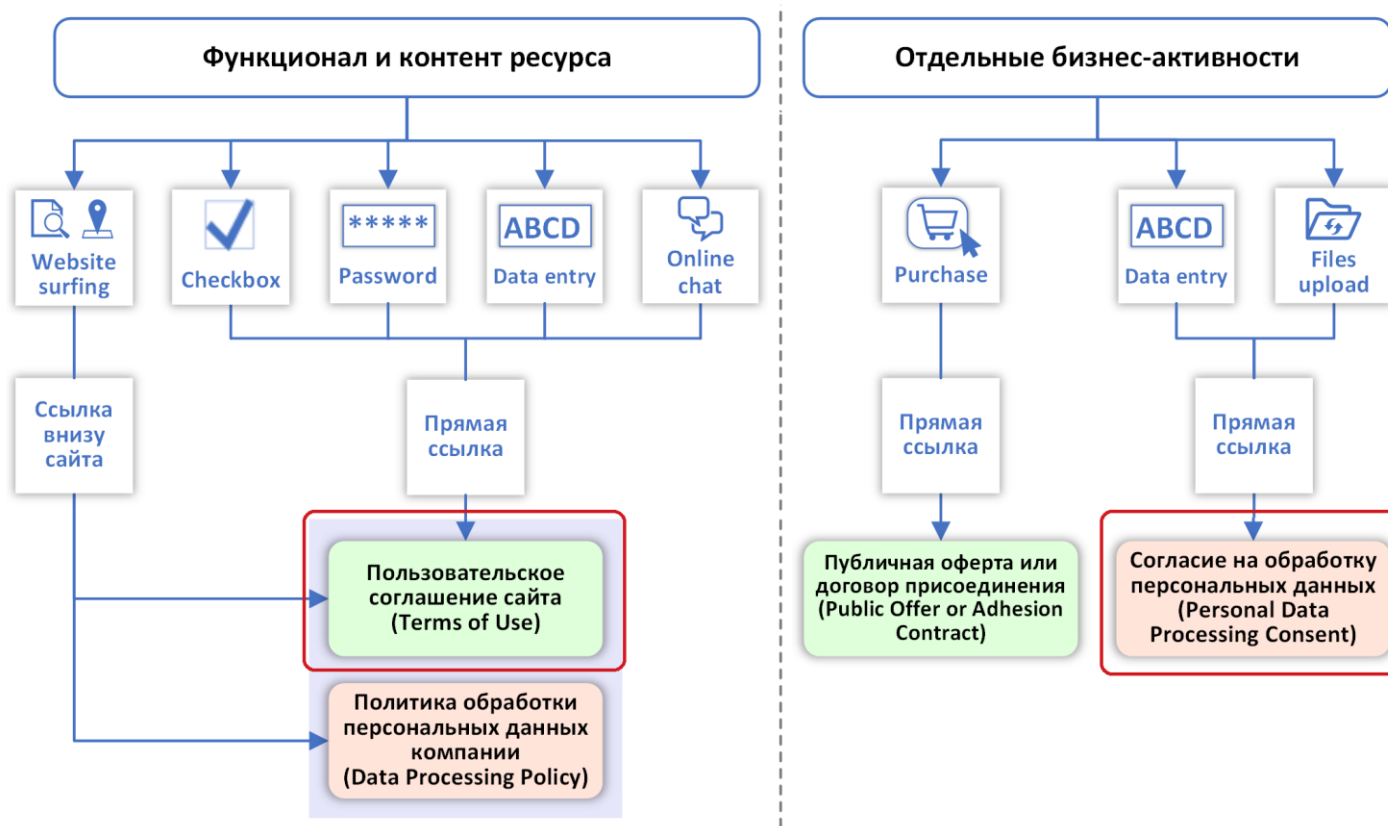 Функционал и контент ресурса
Отдельные бизнес-активности
Website
surfing
Checkbox
*****
Password
ABCD
Data entry
Online
chat
Purchase
ABCD
Data entry
Files
upload
Ссылка
внизу
сайта
Прямая
ссылка
Прямая
ссылка
Прямая
ссылка
Пользовательское
соглашение сайта
(Terms of Use)
Политика обработки
персональных данных
компании
(Data Processing Policy)
Публичная оферта или
договор присоединения
(Public Offer or Adhesion
Contract)
Согласие на обработку
персональных данных
(Personal Data
Processing Consent)